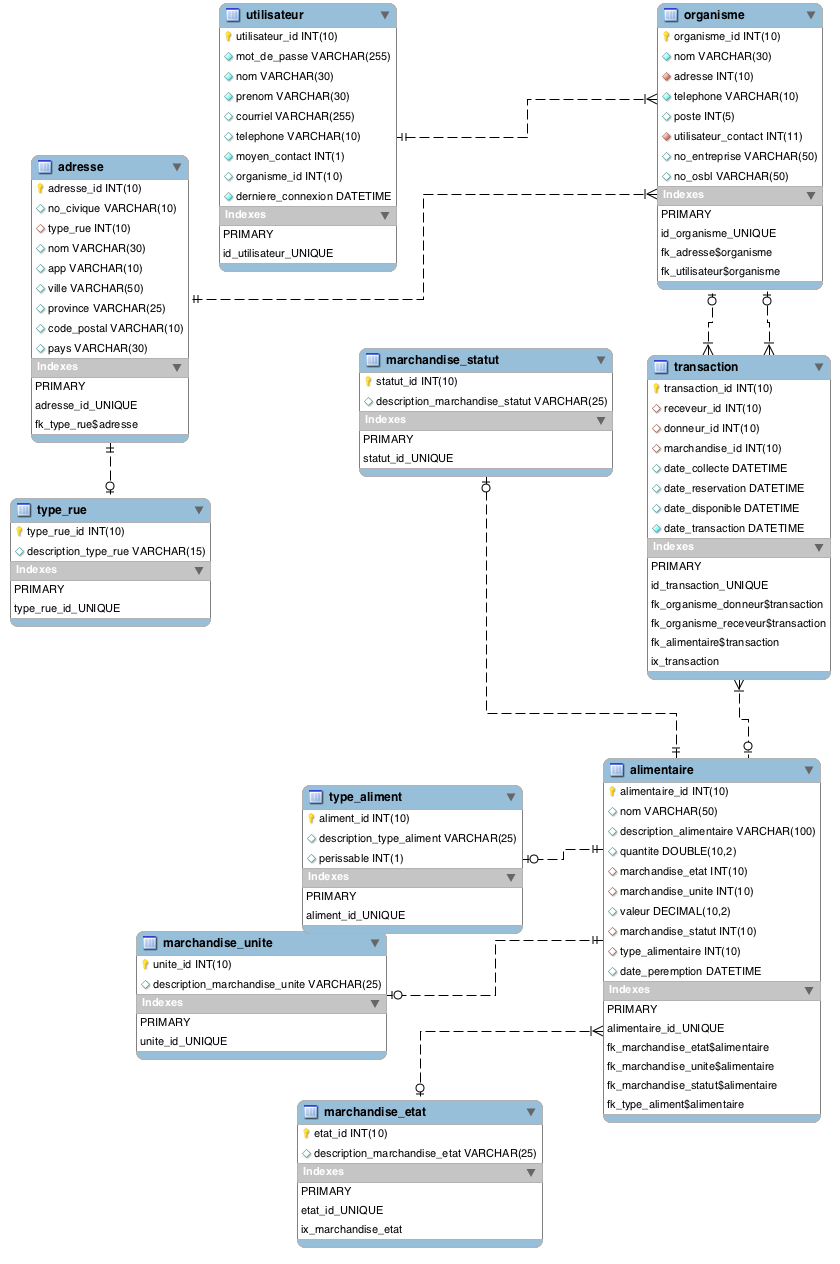 utilisateur
utilisateur_id INT(10)
mot_de_passe VARCHAR(255)
nom VARCHAR(30)
prenom VARCHAR(30)
courriel VARCHAR(255)
telephone VARCHAR(10)
moyen_contact INT(1)
organisme_id INT(10)
derniere_connexion DATETIME
Indexes
PRIMARY
id_utilisateur_UNIQUE
organisme
organisme_id INT(10)
nom VARCHAR(30)
adresse INT(10)
telephone VARCHAR(10)
poste INT(5)
utilisateur_contact INT(11)
no_entreprise VARCHAR(50)
no_osbl VARCHAR(50)
Indexes
PRIMARY
id_organisme_UNIQUE
fk_adresse$organisme
fk_utilisateur$organisme
adresse
adresse_id INT(10)
no_civique VARCHAR(10)
type_rue INT(10)
nom VARCHAR(30)
app VARCHAR(10)
ville VARCHAR(50)
province VARCHAR(25)
code_postal VARCHAR(10)
pays VARCHAR(30)
Indexes
PRIMARY
adresse_id_UNIQUE
fk_type_rue$adresse
marchandise_statut
statut_id INT(10)
description_marchandise_statut VARCHAR(25)
Indexes
PRIMARY
statut_id_UNIQUE
transaction
transaction_id INT(10)
receveur_id INT(10)
donneur_id INT(10)
marchandise_id INT(10)
date_collecte DATETIME
date_reservation DATETIME
date_disponible DATETIME
date_transaction DATETIME
Indexes
PRIMARY
id_transaction_UNIQUE
fk_organisme_donneur$transaction
fk_organisme_receveur$transaction
fk_alimentaire$transaction
ix_transaction
type_rue
type_rue_id INT(10)
description_type_rue VARCHAR(15)
Indexes
PRIMARY
type_rue_id_UNIQUE
alimentaire
alimentaire_id INT(10)
nom VARCHAR(50)
description_alimentaire VARCHAR(100)
quantite DOUBLE(10,2)
marchandise_etat INT(10)
marchandise_unite INT(10)
valeur DECIMAL(10,2)
marchandise_statut INT(10)
type_alimentaire INT(10)
date_peremption DATETIME
Indexes
PRIMARY
alimentaire_id_UNIQUE
fk_marchandise_etat$alimentaire
fk_marchandise_unite$alimentaire
fk_marchandise_statut$alimentaire
fk_type_aliment$alimentaire
type_aliment
aliment_id INT(10)
description_type_aliment VARCHAR(25)
perissable INT(1)
Indexes
PRIMARY
aliment_id_UNIQUE
marchandise_unite
unite_id INT(10)
description_marchandise_unite VARCHAR(25)
Indexes
PRIMARY
unite_id_UNIQUE
marchandise_etat
etat_id INT(10)
description_marchandise_etat VARCHAR(25)
Indexes
PRIMARY
etat_id_UNIQUE
ix_marchandise_etat